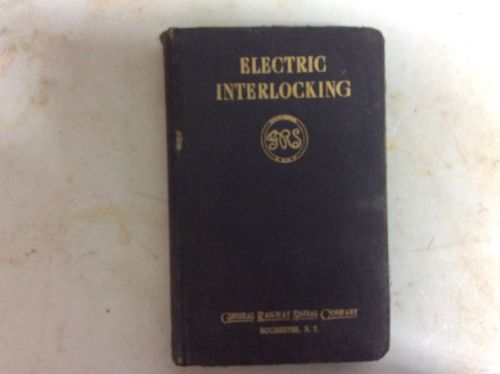 ELECTRIC
INTERLOCKING
GRS
GENERAL RAILWAY SIGNAL COMPANY
ROCHESTER, N. Y.